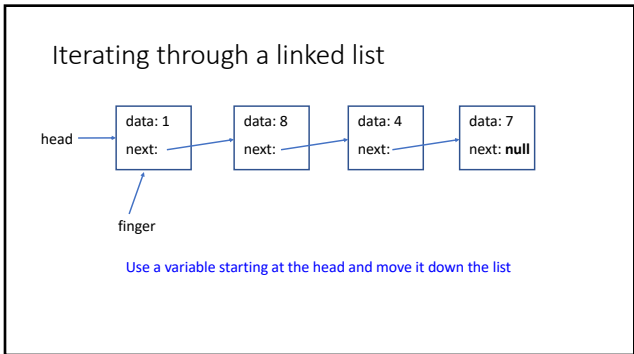 Iterating through a linked list
head
data: 1
next:
data: 8
next:
data: 4
next:
data: 7
next: null
finger
Use a variable starting at the head and move it down the list